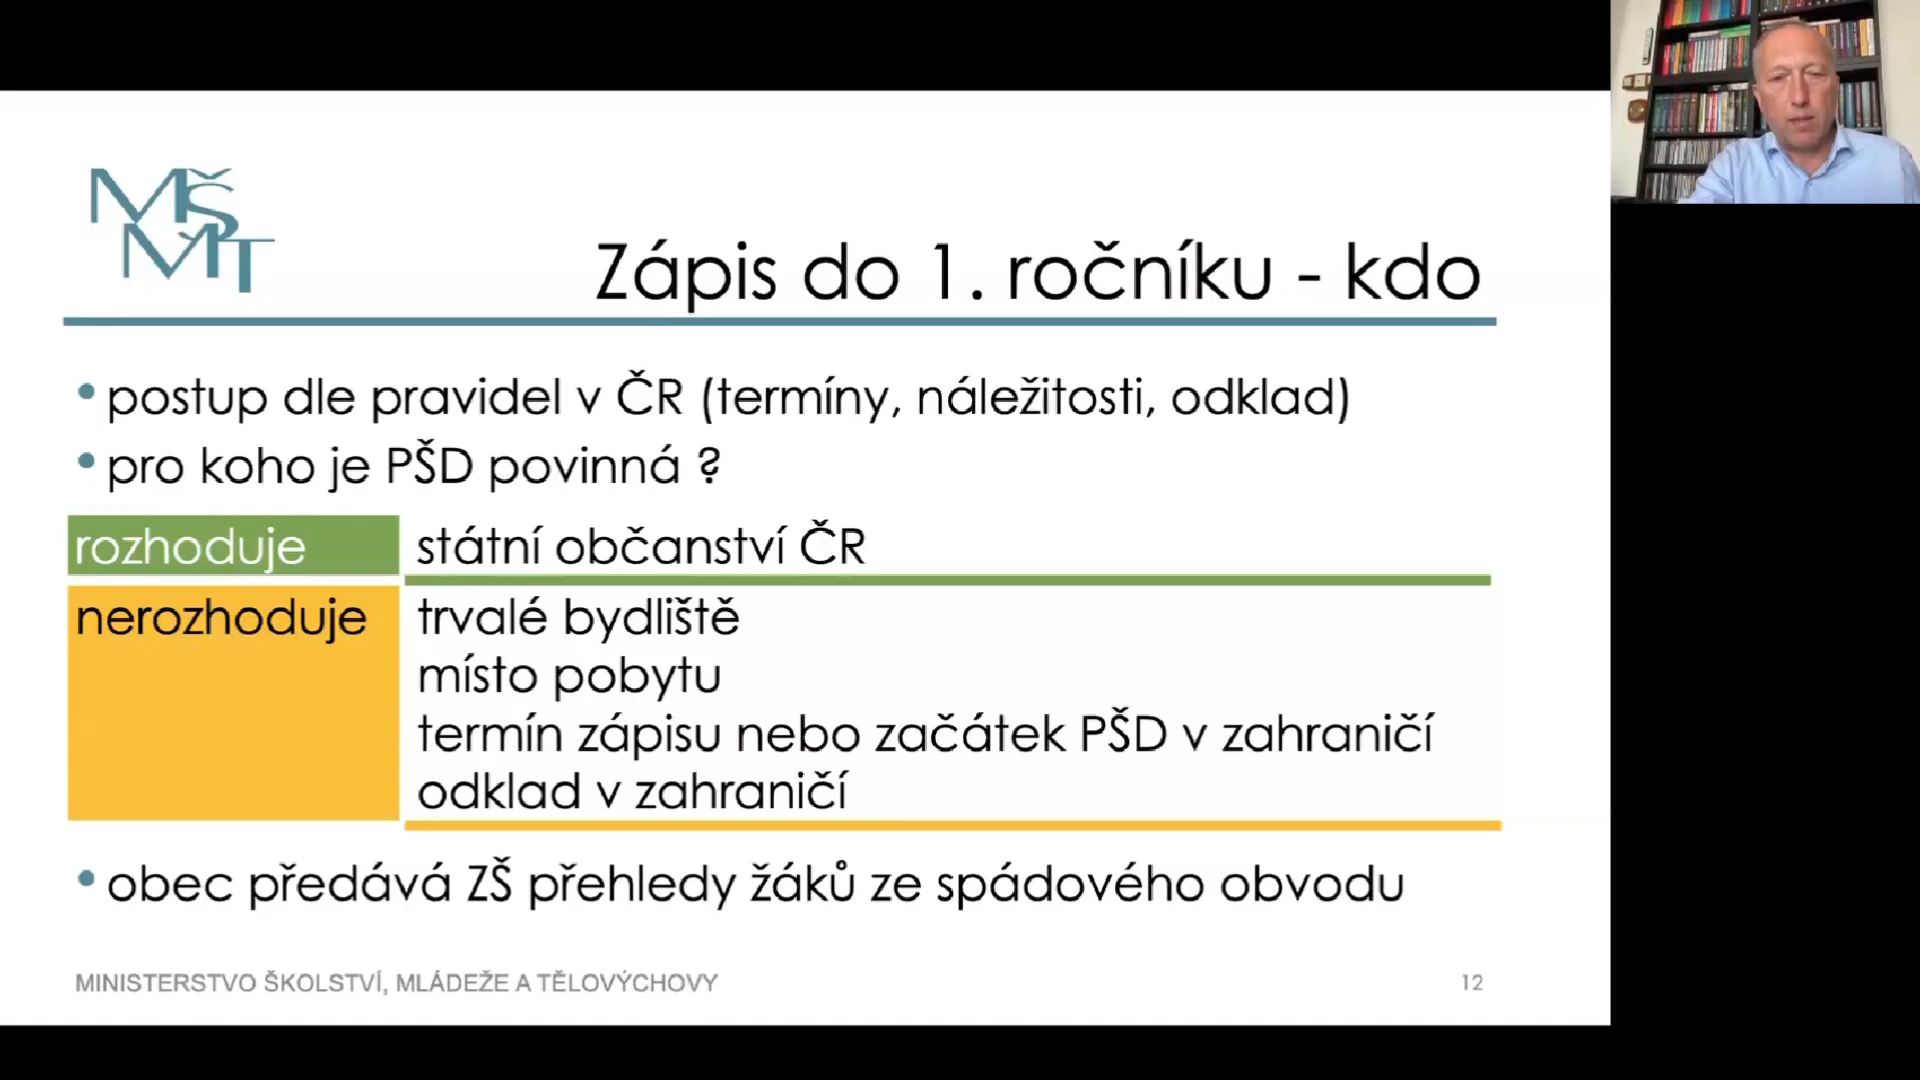 MŠ
MT
Zápis do 1. ročníku - kdo
• postup dle pravidel v ČR (termíny, náležitosti, odklad)
• pro koho je PŠD povinná ?
rozhoduje státní občanství ČR
nerozhoduje trvalé bydliště
místo pobytu
termín zápisu nebo začátek PŠD v zahraničí
odklad v zahraničí
• obec předává ZŠ přehledy žáků ze spádového obvodu
MINISTERSTVO ŠKOLSTVÍ, MLÁDEŽE A TĚLOVÝCHOVY 12